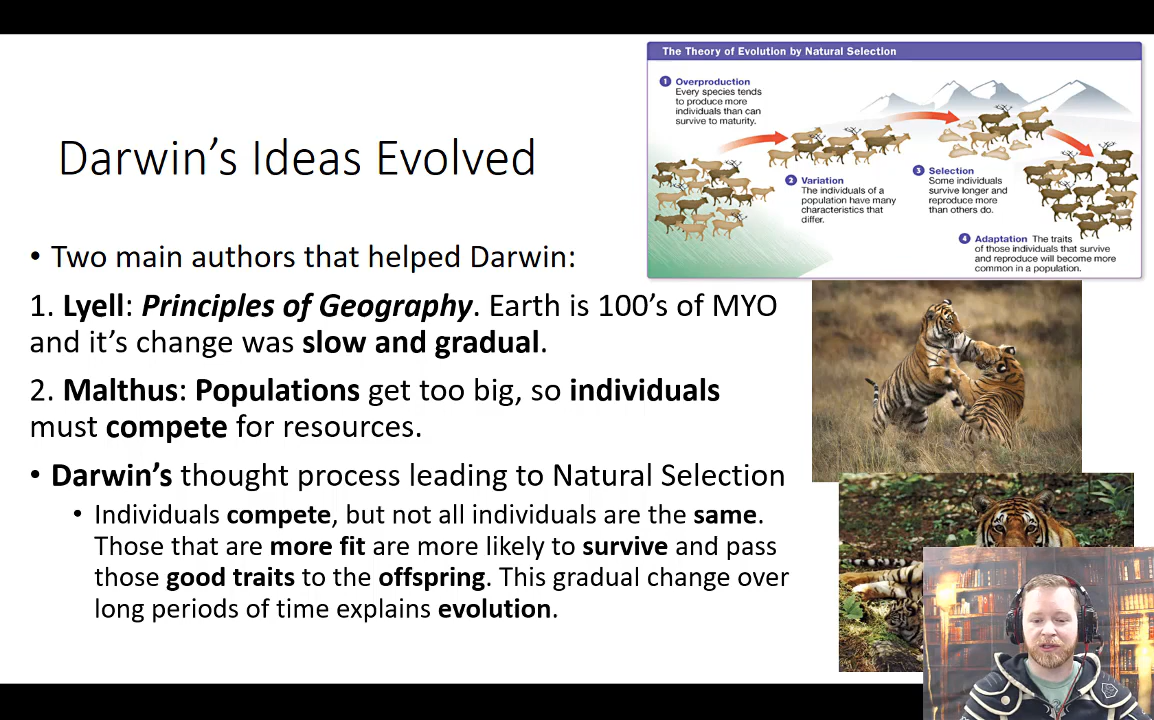 The Theory of Evolution by Natural Selection
1 Overproduction
Every species tends
to produce more
individuals than can
survive to maturity.
2 Variation
The individuals of a
population have many
characteristics that
differ.
3 Selection
Some individuals
survive longer and
reproduce more
than others do.
4 Adaptation The traits
of those individuals that survive
and reproduce will become more
common in a population.
Darwin’s Ideas Evolved
• Two main authors that helped Darwin:
1. Lyell: Principles of Geography. Earth is 100’s of MYO
and it’s change was slow and gradual.
2. Malthus: Populations get too big, so individuals
must compete for resources.
• Darwin’s thought process leading to Natural Selection
• Individuals compete, but not all individuals are the same.
Those that are more fit are more likely to survive and pass
those good traits to the offspring. This gradual change over
long periods of time explains evolution.